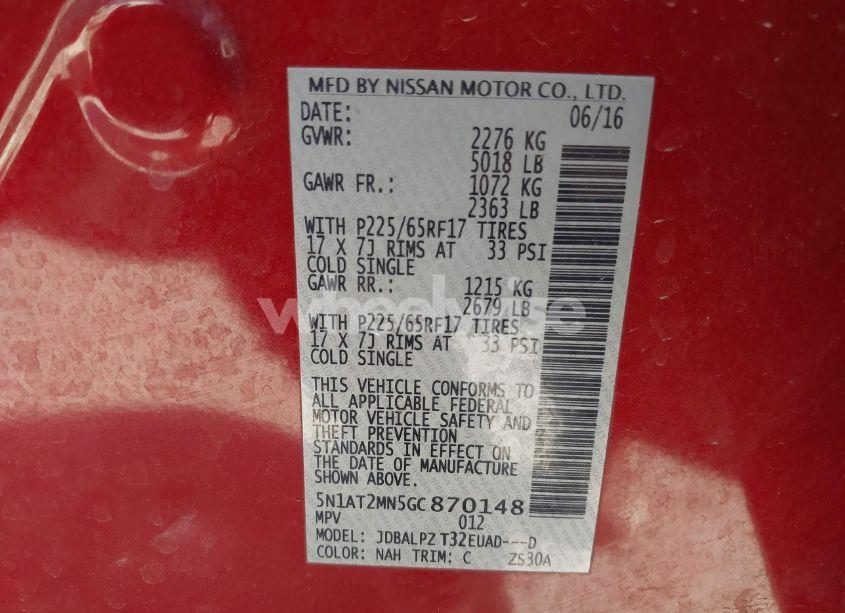 MFD BY NISSAN MOTOR CO., LTD.
DATE: 06/16
GVWR: 2276 KG
5018 LB
GAWR FR.: 1072 KG
2363 LB
WITH P225/65RF17 TIRES
17 X 7J RIMS AT 33 PSI
COLD SINGLE
GAWR RR.: 1215 KG
2679 LB
WITH P225/65RF17 TIRES
17 X 7J RIMS AT 33 PSI
COLD SINGLE
THIS VEHICLE CONFORMS TO
ALL APPLICABLE FEDERAL
MOTOR VEHICLE SAFETY AND
THEFT PREVENTION
STANDARDS IN EFFECT ON
THE DATE OF MANUFACTURE
SHOWN ABOVE.
5N1AT2MN5GC870148
MPV 012
MODEL: JDBALPZ T32EUAD---D
COLOR: NAH TRIM: C ZS30A